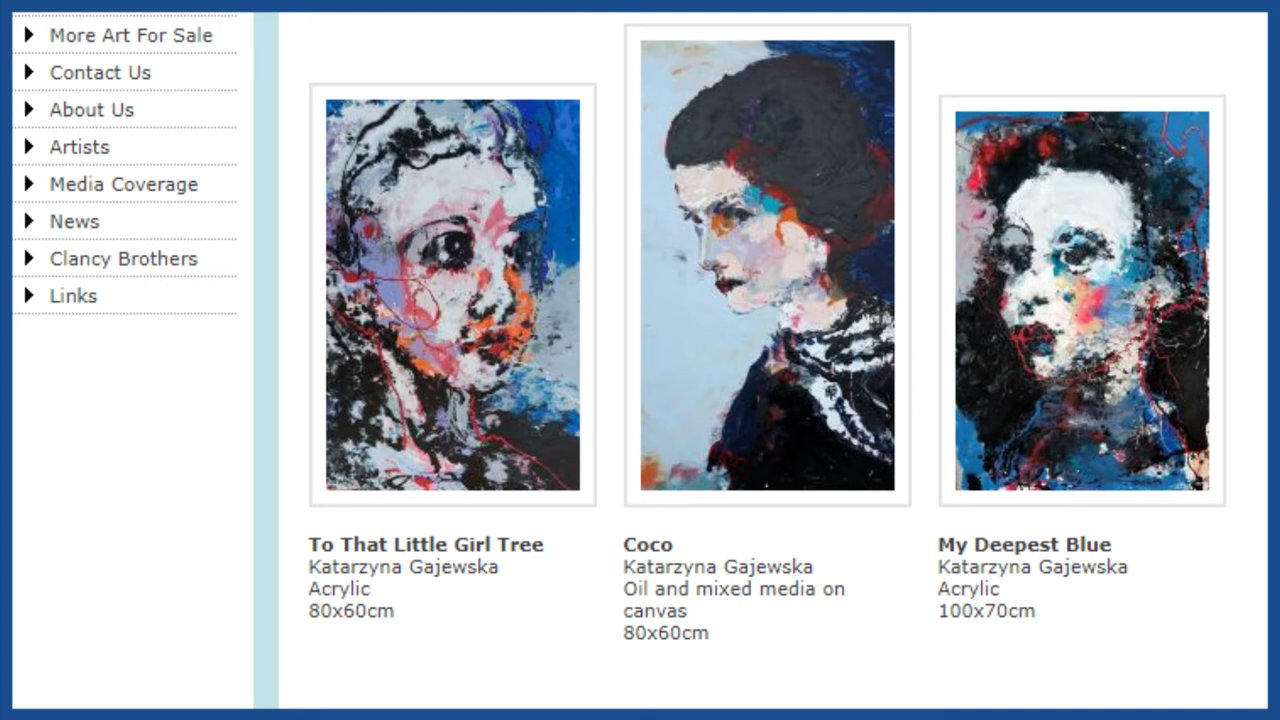 More Art For Sale
Contact Us
About Us
Artists
Media Coverage
News
Clancy Brothers
Links
To That Little Girl Tree
Katarzyna Gajewska
Acrylic
80x60cm
Coco
Katarzyna Gajewska
Oil and mixed media on
canvas
80x60cm
My Deepest Blue
Katarzyna Gajewska
Acrylic
100x70cm